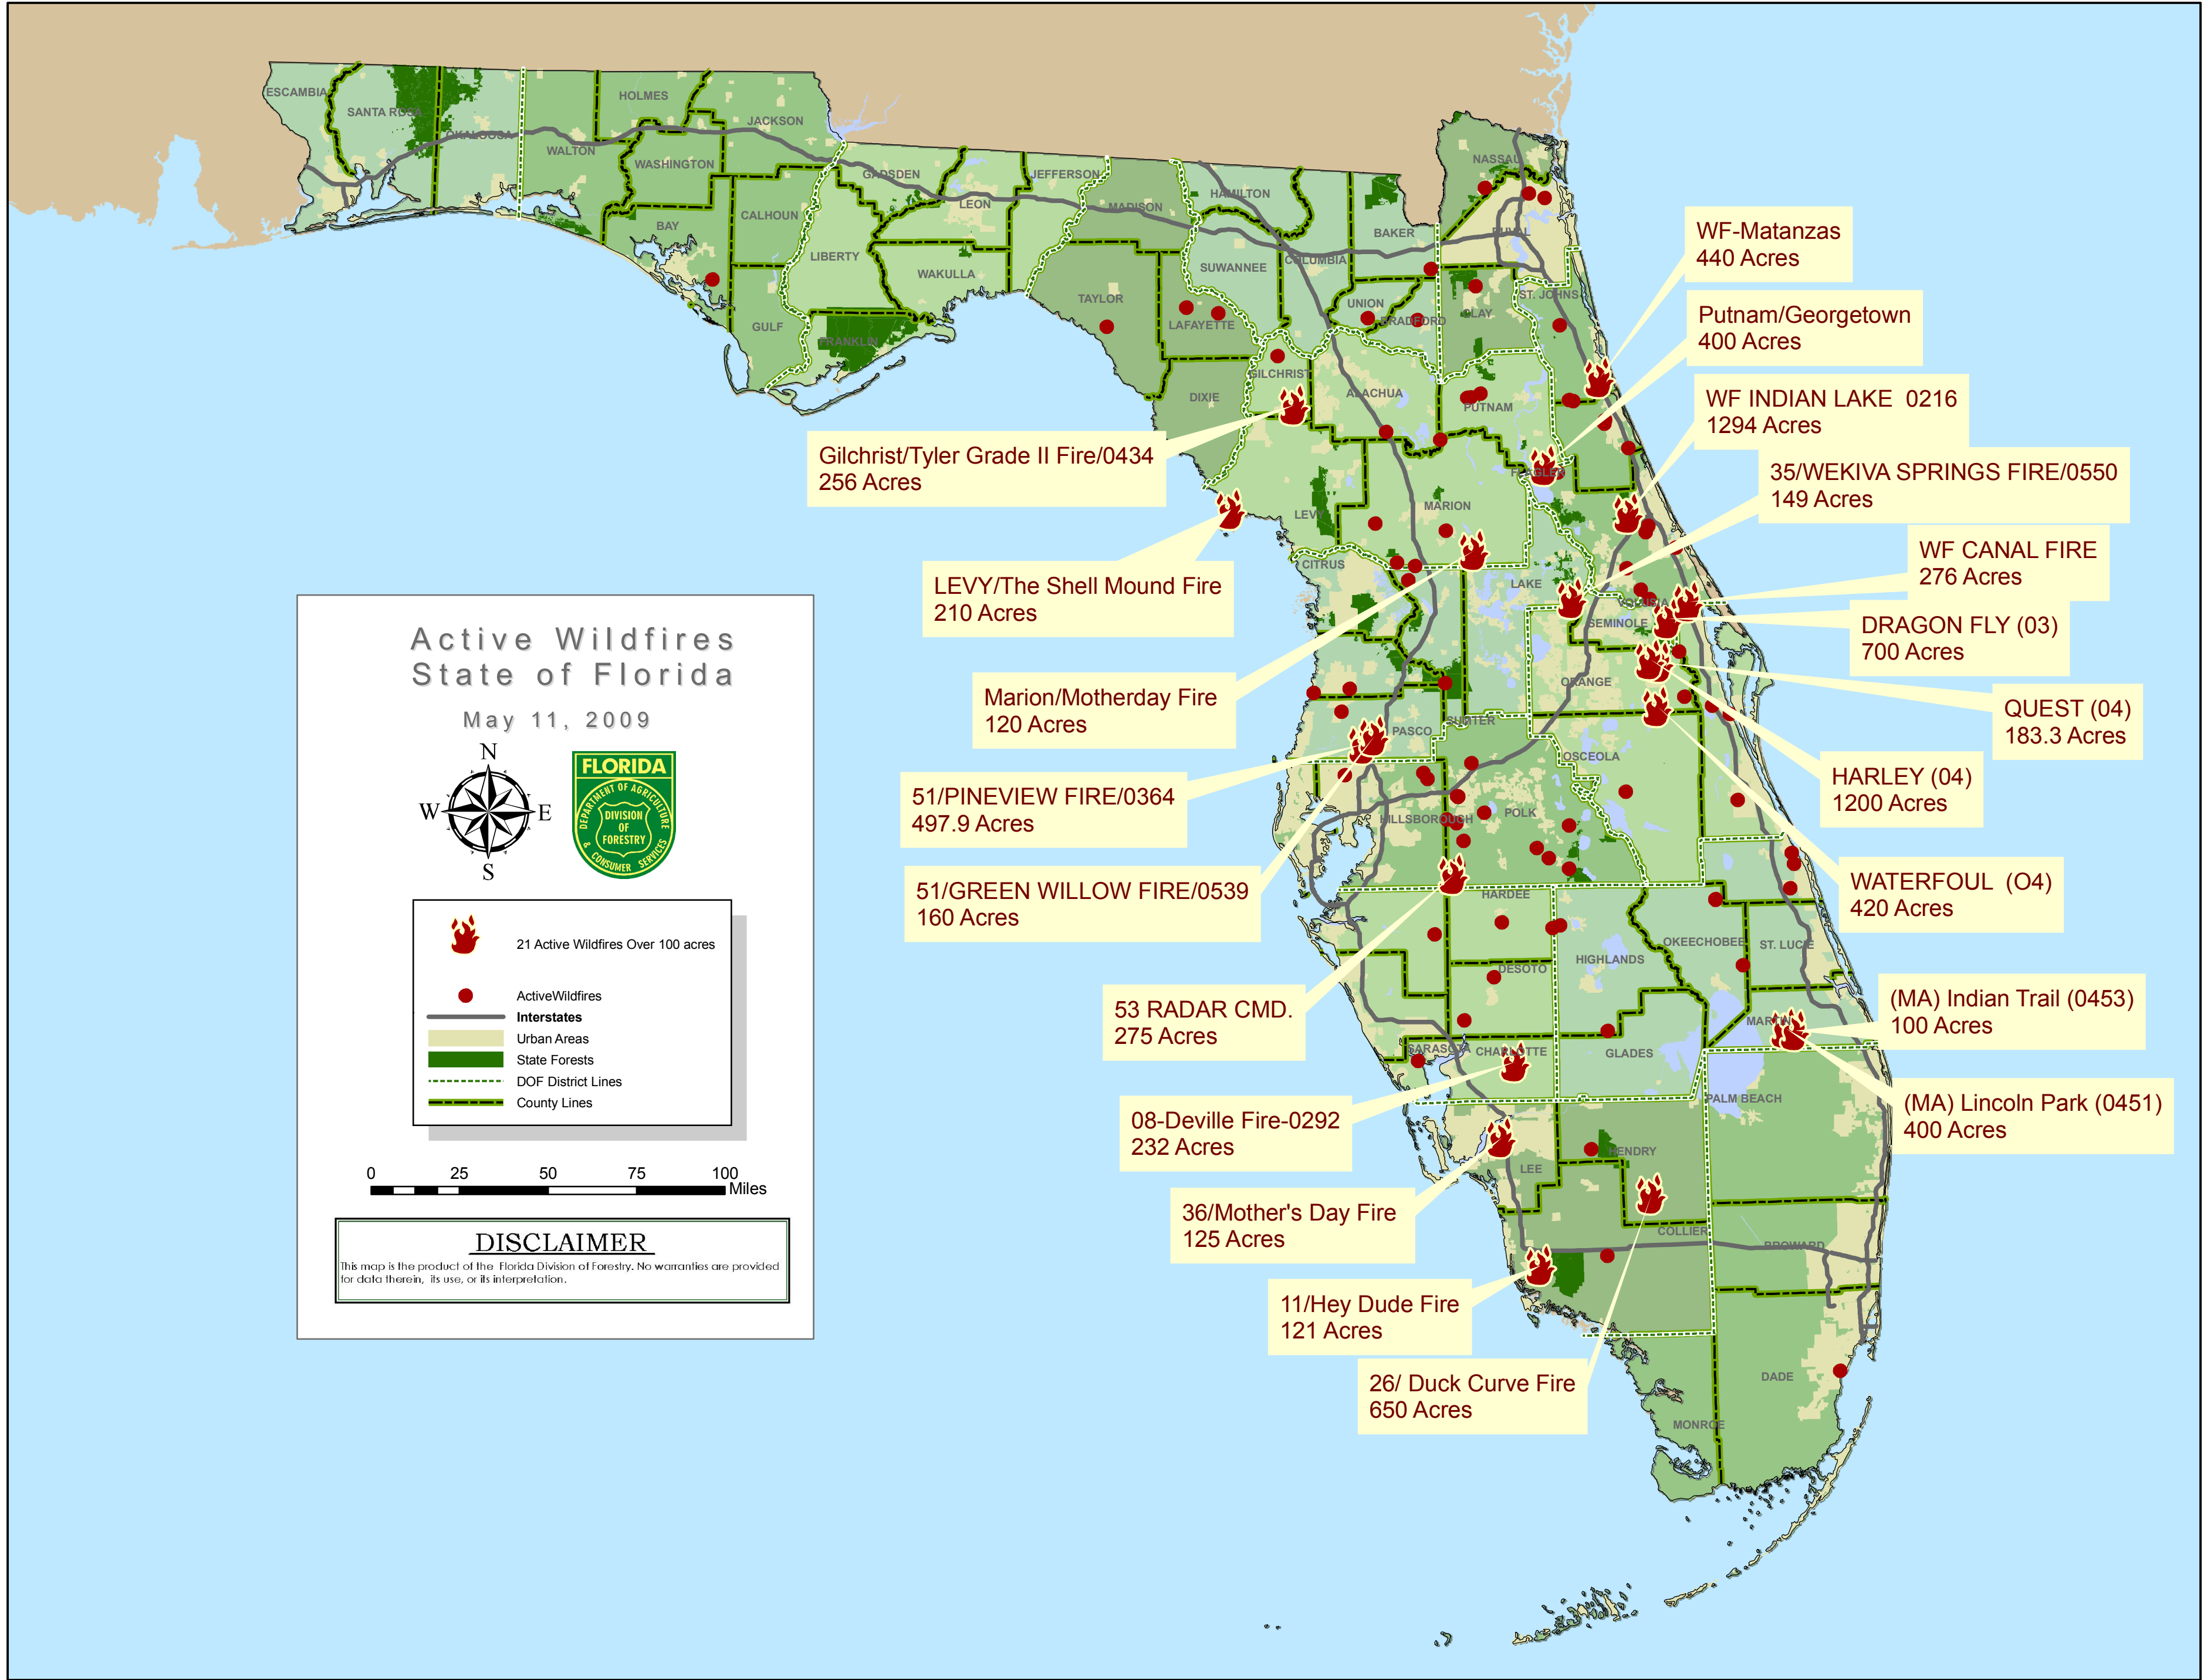 ESCAMBIA
SANTA ROSA
OKALOOSA
WALTON
HOLMES
JACKSON
WASHINGTON
BAY
CALHOUN
GULF
LIBERTY
GADSDEN
LEON
WAKULLA
FRANKLIN
JEFFERSON
MADISON
TAYLOR
HAMILTON
SUWANNEE
LAFAYETTE
DIXIE
COLUMBIA
BAKER
UNION
BRADFORD
NASSAU
DUVAL
CLAY
ST. JOHNS
GILCHRIST
ALACHUA
PUTNAM
FLAGLER
LEVY
MARION
CITRUS
LAKE
VOLUSIA
SEMINOLE
ORANGE
SUMTER
PASCO
OSCEOLA
HILLSBOROUGH
POLK
HARDEE
DESOTO
HIGHLANDS
OKEECHOBEE
ST. LUCIE
MARTIN
SARASOTA
CHARLOTTE
GLADES
PALM BEACH
LEE
HENDRY
COLLIER
BROWARD
DADE
MONROE
WF-Matanzas
440 Acres
Putnam/Georgetown
400 Acres
WF INDIAN LAKE 0216
1294 Acres
35/WEKIVA SPRINGS FIRE/0550
149 Acres
WF CANAL FIRE
276 Acres
DRAGON FLY (03)
700 Acres
QUEST (04)
183.3 Acres
HARLEY (04)
1200 Acres
WATERFOUL (O4)
420 Acres
(MA) Indian Trail (0453)
100 Acres
(MA) Lincoln Park (0451)
400 Acres
Gilchrist/Tyler Grade II Fire/0434
256 Acres
LEVY/The Shell Mound Fire
210 Acres
Marion/Motherday Fire
120 Acres
51/PINEVIEW FIRE/0364
497.9 Acres
51/GREEN WILLOW FIRE/0539
160 Acres
53 RADAR CMD.
275 Acres
08-Deville Fire-0292
232 Acres
36/Mother's Day Fire
125 Acres
11/Hey Dude Fire
121 Acres
26/ Duck Curve Fire
650 Acres
Active Wildfires
State of Florida
May 11, 2009
N
W E
S
FLORIDA
DEPARTMENT OF AGRICULTURE
DIVISION
OF
FORESTRY
& CONSUMER SERVICES
21 Active Wildfires Over 100 acres
ActiveWildfires
Interstates
Urban Areas
State Forests
DOF District Lines
County Lines
0 25 50 75 100
Miles
DISCLAIMER
This map is the product of the Florida Division of Forestry. No warranties are provided
for data therein, its use, or its interpretation.